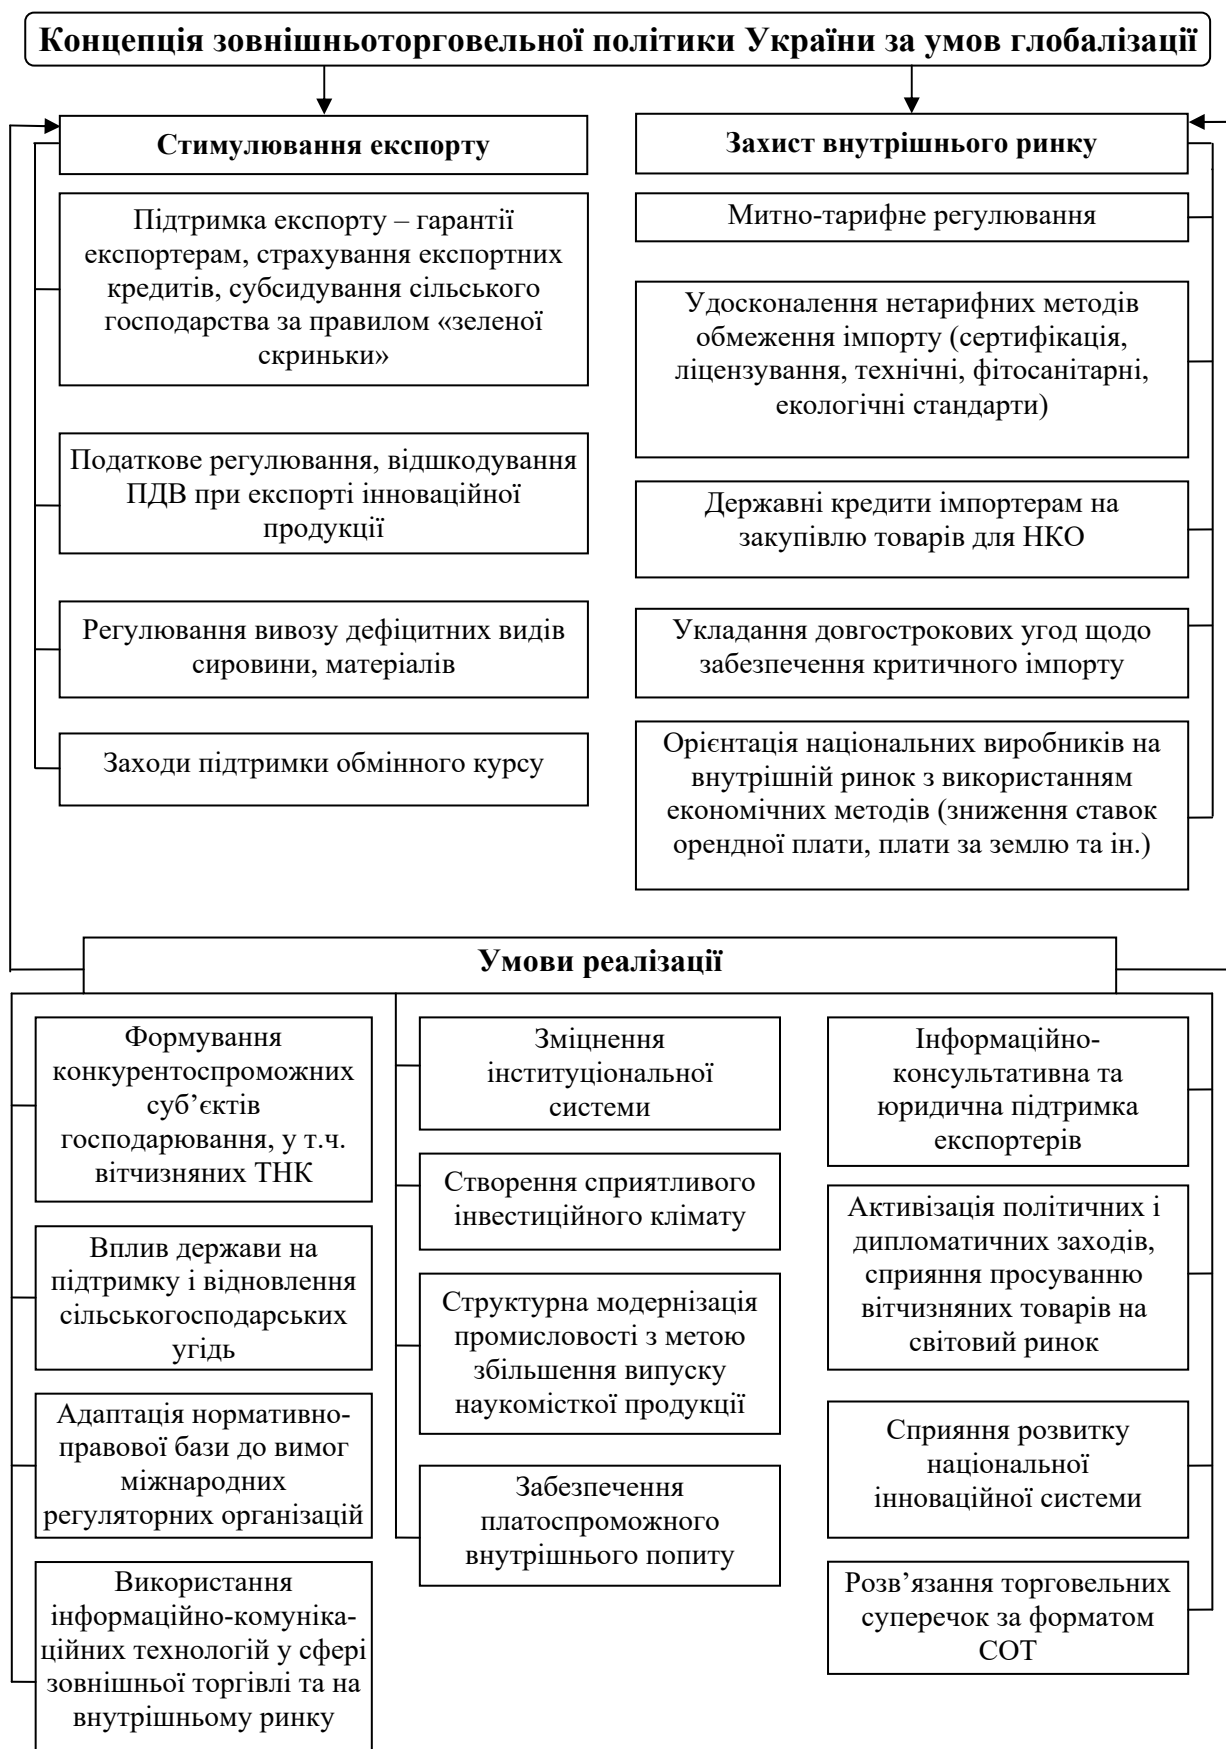 Концепція зовнішньоторговельної політики України за умов глобалізації
Стимулювання експорту
Підтримка експорту – гарантії
експортерам, страхування експортних
кредитів, субсидування сільського
господарства за правилом «зеленої
скриньки»
Податкове регулювання, відшкодування
ПДВ при експорті інноваційної
продукції
Регулювання вивозу дефіцитних видів
сировини, матеріалів
Заходи підтримки обмінного курсу
Захист внутрішнього ринку
Митно-тарифне регулювання
Удосконалення нетарифних методів
обмеження імпорту (сертифікація,
ліцензування, технічні, фітосанітарні,
екологічні стандарти)
Державні кредити імпортерам на
закупівлю товарів для НКО
Укладання довгострокових угод щодо
забезпечення критичного імпорту
Орієнтація національних виробників на
внутрішній ринок з використанням
економічних методів (зниження ставок
орендної плати, плати за землю та ін.)
Умови реалізації
Формування
конкурентоспроможних
суб’єктів
господарювання, у т.ч.
вітчизняних ТНК
Вплив держави на
підтримку і відновлення
сільськогосподарських
угідь
Адаптація нормативно-
правової бази до вимог
міжнародних
регуляторних організацій
Використання
інформаційно-комуніка-
ційних технологій у сфері
зовнішньої торгівлі та на
внутрішньому ринку
Зміцнення
інституціональної
системи
Створення сприятливого
інвестиційного клімату
Структурна модернізація
промисловості з метою
збільшення випуску
наукомісткої продукції
Забезпечення
платоспроможного
внутрішнього попиту
Інформаційно-
консультативна та
юридична підтримка
експортерів
Активізація політичних і
дипломатичних заходів,
сприяння просуванню
вітчизняних товарів на
світовий ринок
Сприяння розвитку
національної
інноваційної системи
Розв’язання торговельних
суперечок за форматом
СОТ